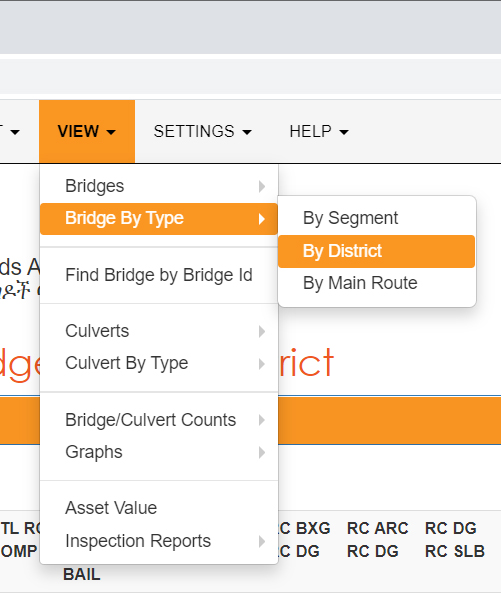 VIEW SETTINGS HELP
Bridges
Bridge By Type
By Segment
By District
By Main Route
Find Bridge by Bridge Id
Culverts
Culvert By Type
Bridge/Culvert Counts
Graphs
Asset Value
Inspection Reports
ds A
dge
rict
TL RC BXG RC ARC RC DG
OMP RC DG RC DG RC SLB
BAIL